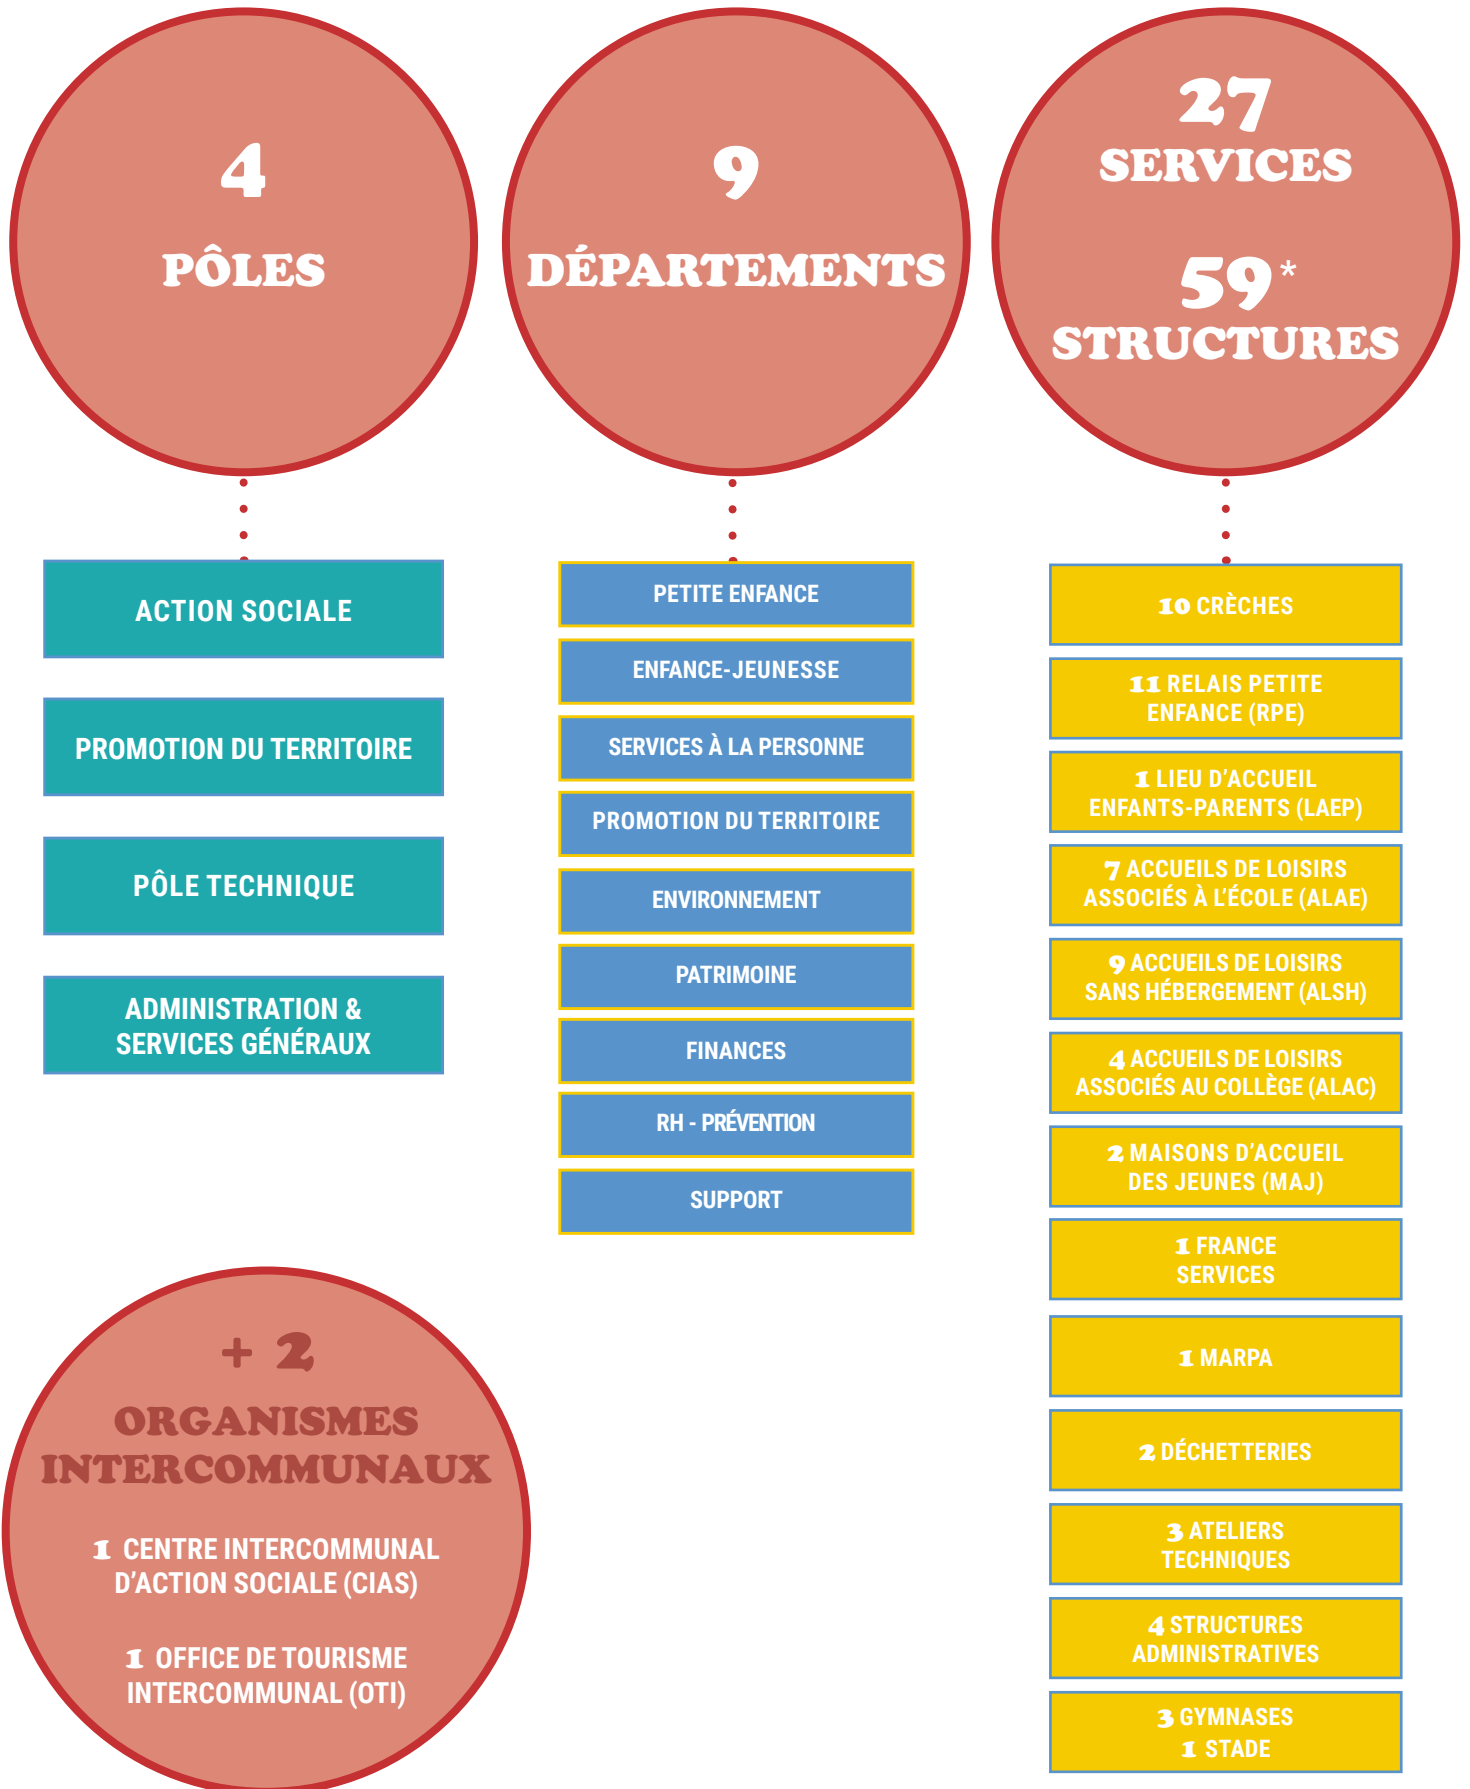 4
PÔLES
ACTION SOCIALE
PROMOTION DU TERRITOIRE
PÔLE TECHNIQUE
ADMINISTRATION &
SERVICES GÉNÉRAUX
9
DÉPARTEMENTS
PETITE ENFANCE
ENFANCE-JEUNESSE
SERVICES À LA PERSONNE
PROMOTION DU TERRITOIRE
ENVIRONNEMENT
PATRIMOINE
FINANCES
RH - PRÉVENTION
SUPPORT
27
SERVICES
59*
STRUCTURES
10 CRÈCHES
11 RELAIS PETITE
ENFANCE (RPE)
1 LIEU D'ACCUEIL
ENFANTS-PARENTS (LAEP)
7 ACCUEILS DE LOISIRS
ASSOCIÉS À L'ÉCOLE (ALAE)
9 ACCUEILS DE LOISIRS
SANS HÉBERGEMENT (ALSH)
4 ACCUEILS DE LOISIRS
ASSOCIÉS AU COLLÈGE (ALAC)
2 MAISONS D'ACCUEIL
DES JEUNES (MAJ)
1 FRANCE
SERVICES
1 MARPA
2 DÉCHETTERIES
3 ATELIERS
TECHNIQUES
4 STRUCTURES
ADMINISTRATIVES
3 GYMNASES
1 STADE
+ 2
ORGANISMES
INTERCOMMUNAUX
1 CENTRE INTERCOMMUNAL
D'ACTION SOCIALE (CIAS)
1 OFFICE DE TOURISME
INTERCOMMUNAL (OTI)